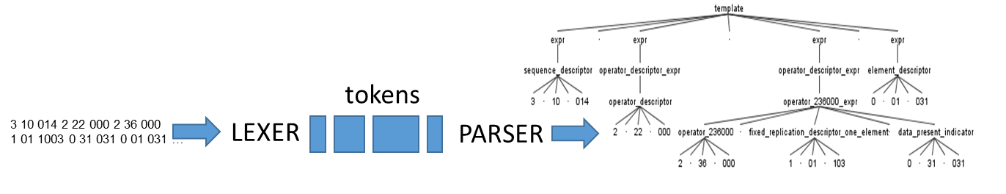 3 10 014 2 22 000 2 36 000
1 01 1003 0 31 031 0 01 031 ...
LEXER
tokens
PARSER
template
expr . expr . expr . expr
sequence_descriptor operator_descriptor_expr operator_descriptor_expr element_descriptor
3 . 10 . 014 operator_descriptor operator_236000_expr 0 . 01 . 031
2 . 22 . 000 operator_236000 . fixed_replication_descriptor_one_element . data_present_indicator
2 . 36 . 000 1 . 01 . 103 0 . 31 . 031